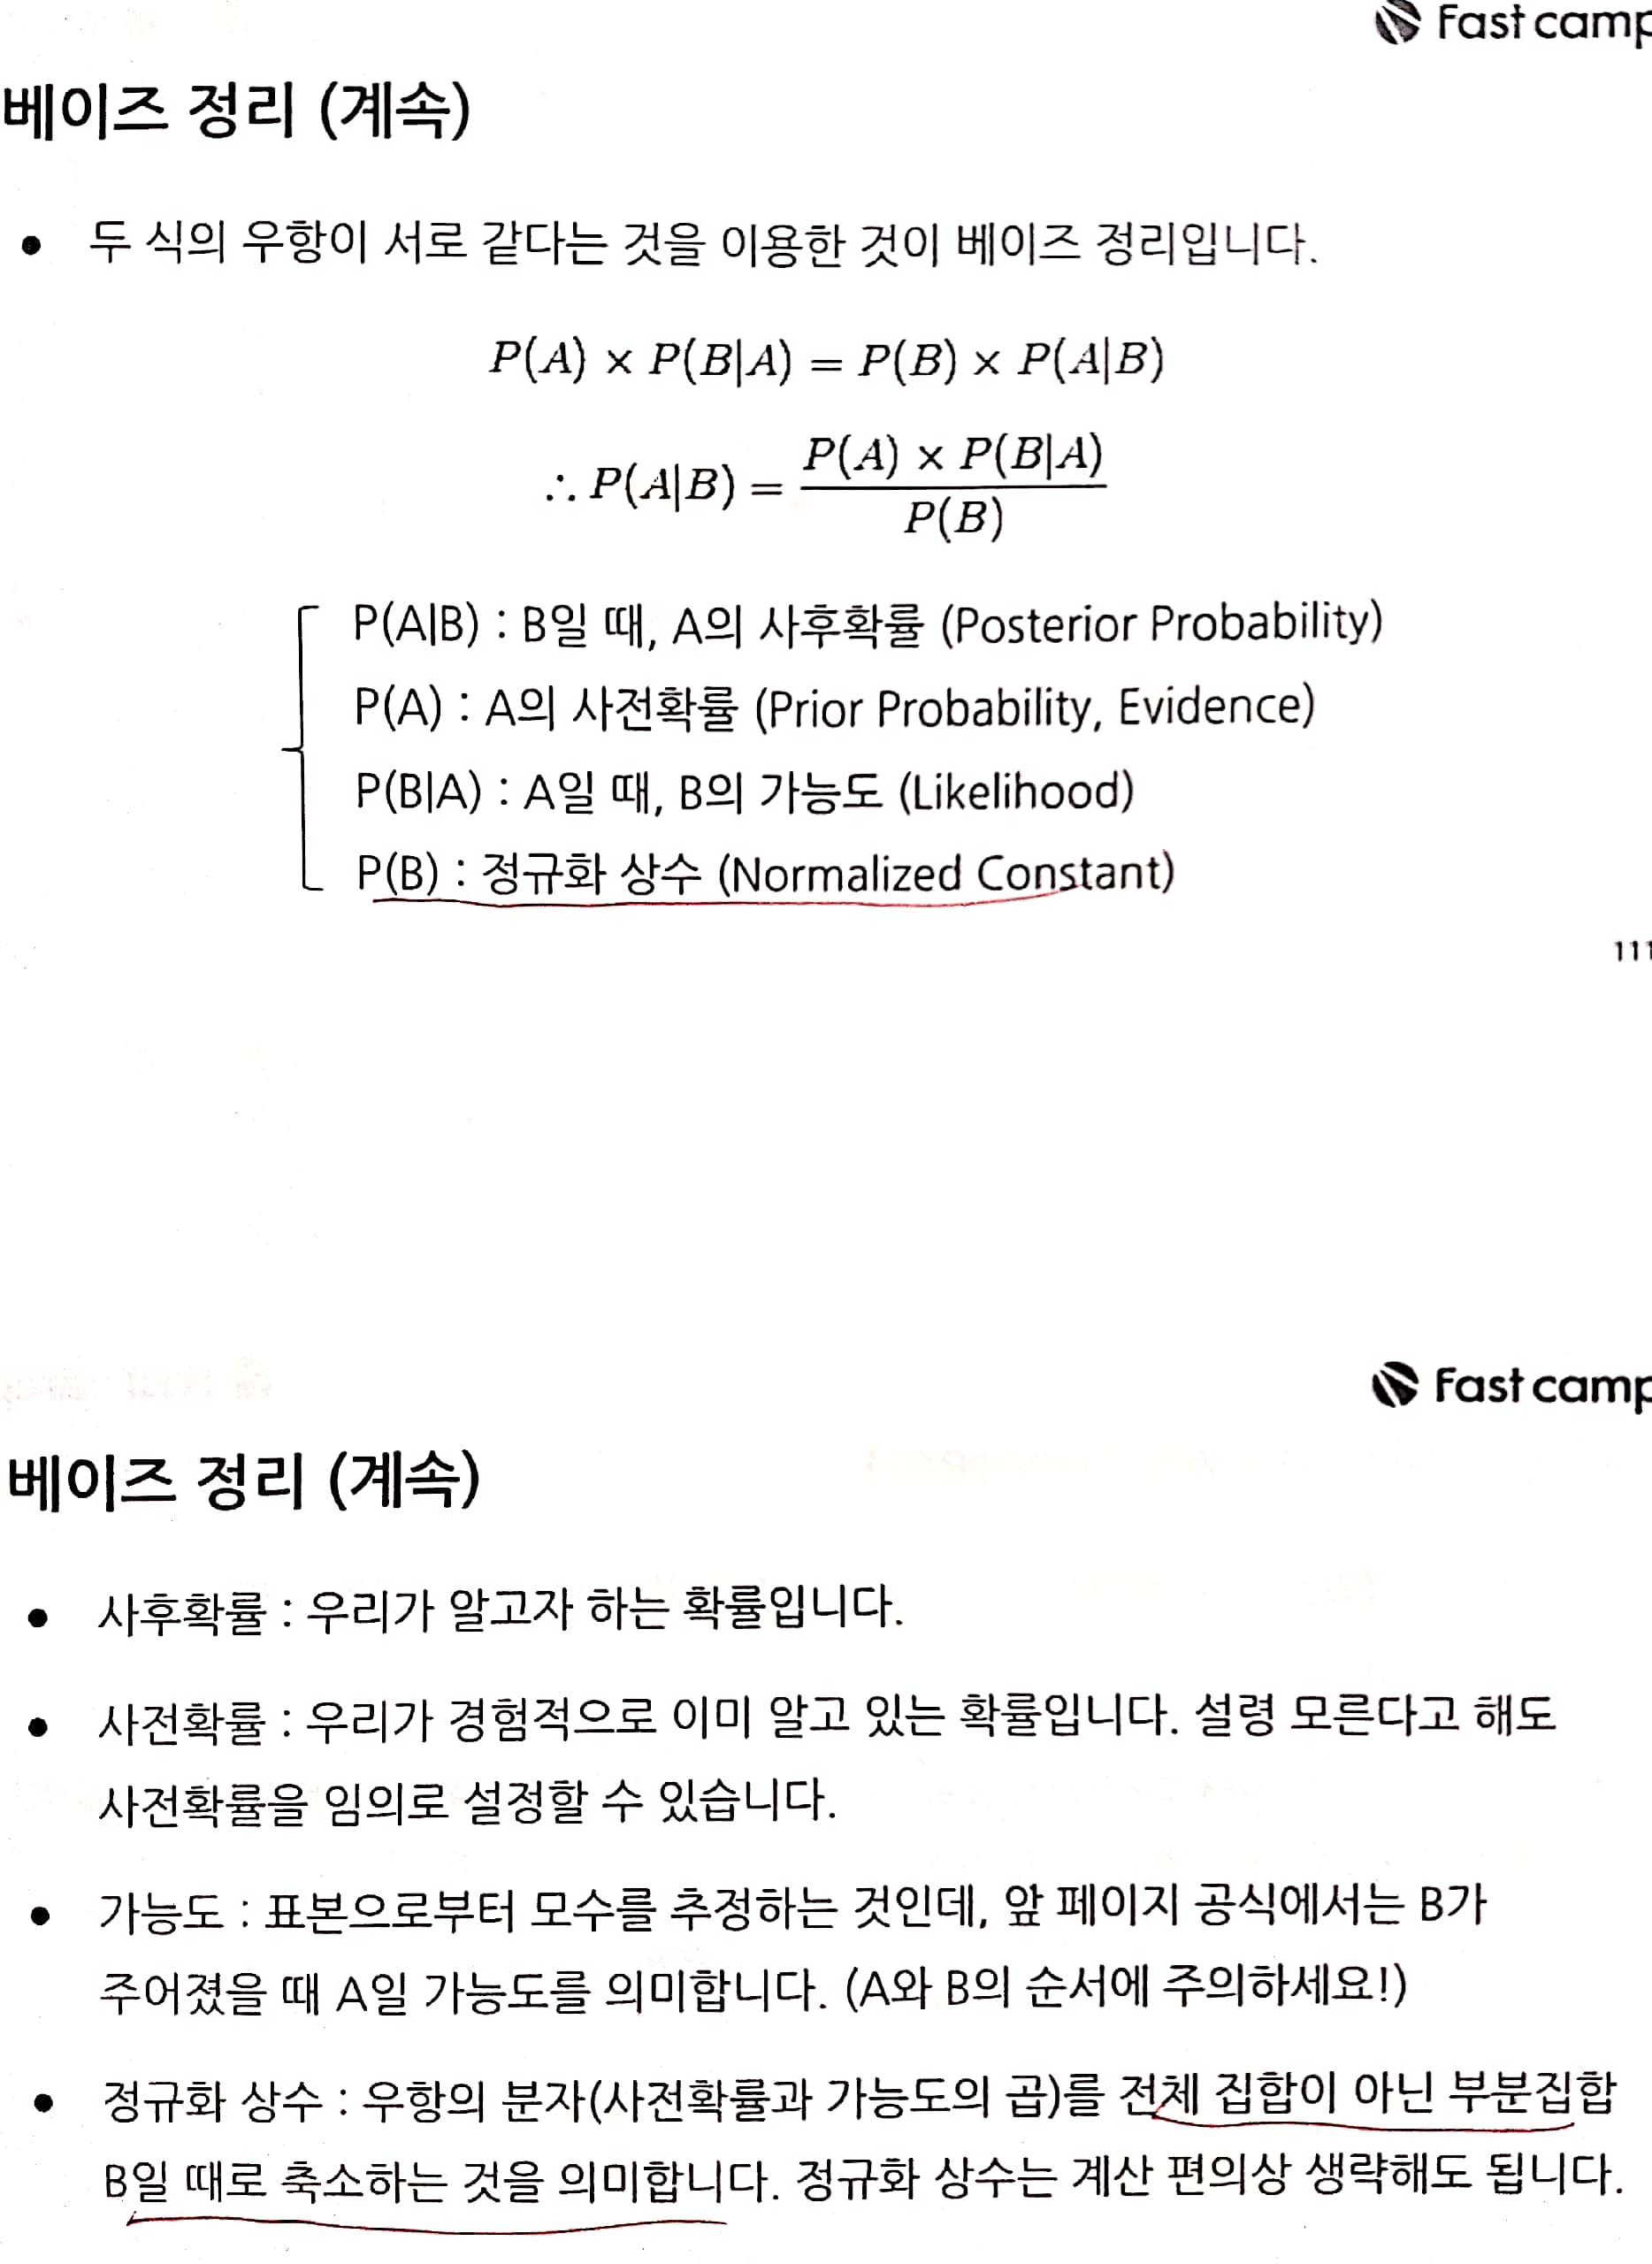 Fast camp
베이즈 정리 (계속)
● 두 식의 우항이 서로 같다는 것을 이용한 것이 베이즈 정리입니다.
P(A) × P(B|A) = P(B) × P(A|B)
∴ P(A|B) = \frac{P(A) × P(B|A)}{P(B)}
P(A|B) : B일 때, A의 사후확률 (Posterior Probability)
P(A) : A의 사전확률 (Prior Probability, Evidence)
P(B|A) : A일 때, B의 가능도 (Likelihood)
P(B) : 정규화 상수 (Normalized Constant)
111
Fast camp
베이즈 정리 (계속)
● 사후확률 : 우리가 알고자 하는 확률입니다.
● 사전확률 : 우리가 경험적으로 이미 알고 있는 확률입니다. 설령 모른다고 해도
사전확률을 임의로 설정할 수 있습니다.
● 가능도 : 표본으로부터 모수를 추정하는 것인데, 앞 페이지 공식에서는 B가
주어졌을 때 A일 가능도를 의미합니다. (A와 B의 순서에 주의하세요!)
● 정규화 상수 : 우항의 분자(사전확률과 가능도의 곱)를 전체 집합이 아닌 부분집합
B일 때로 축소하는 것을 의미합니다. 정규화 상수는 계산 편의상 생략해도 됩니다.